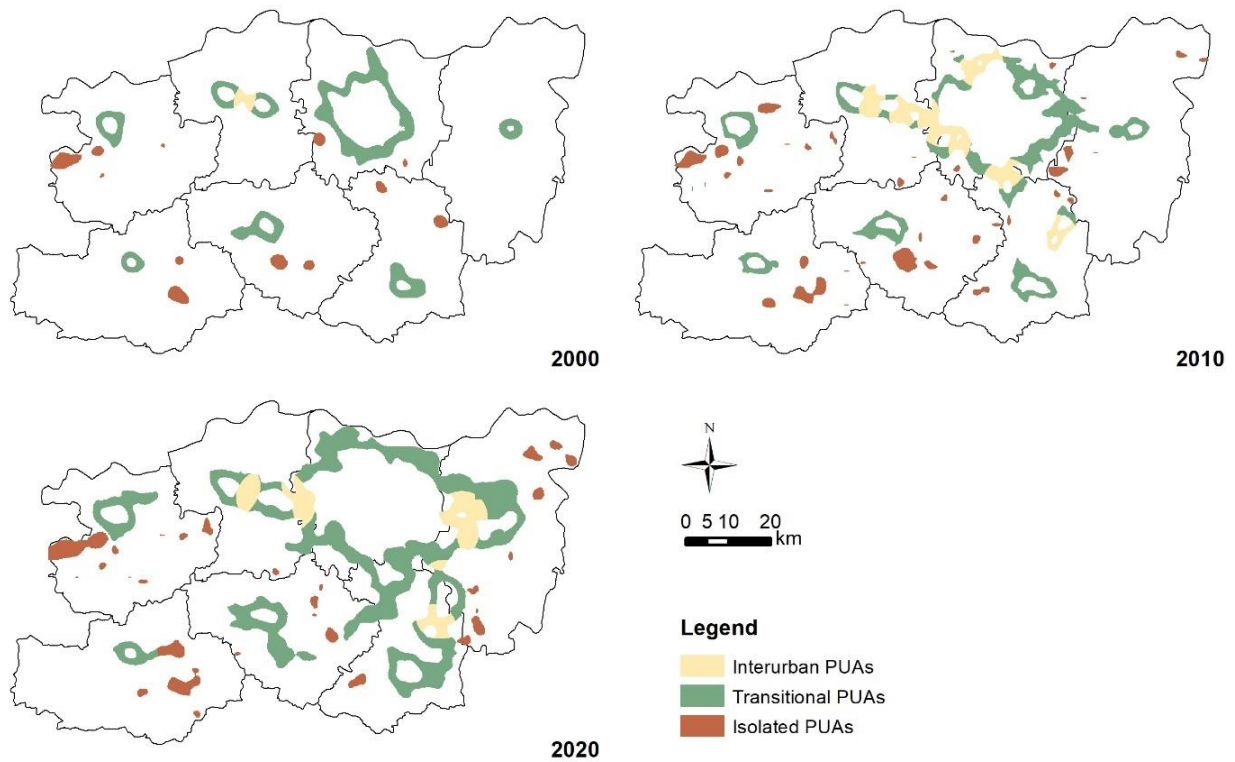 2000
2010
2020
N
0 5 10 20
km
Legend
Interurban PUAs
Transitional PUAs
Isolated PUAs